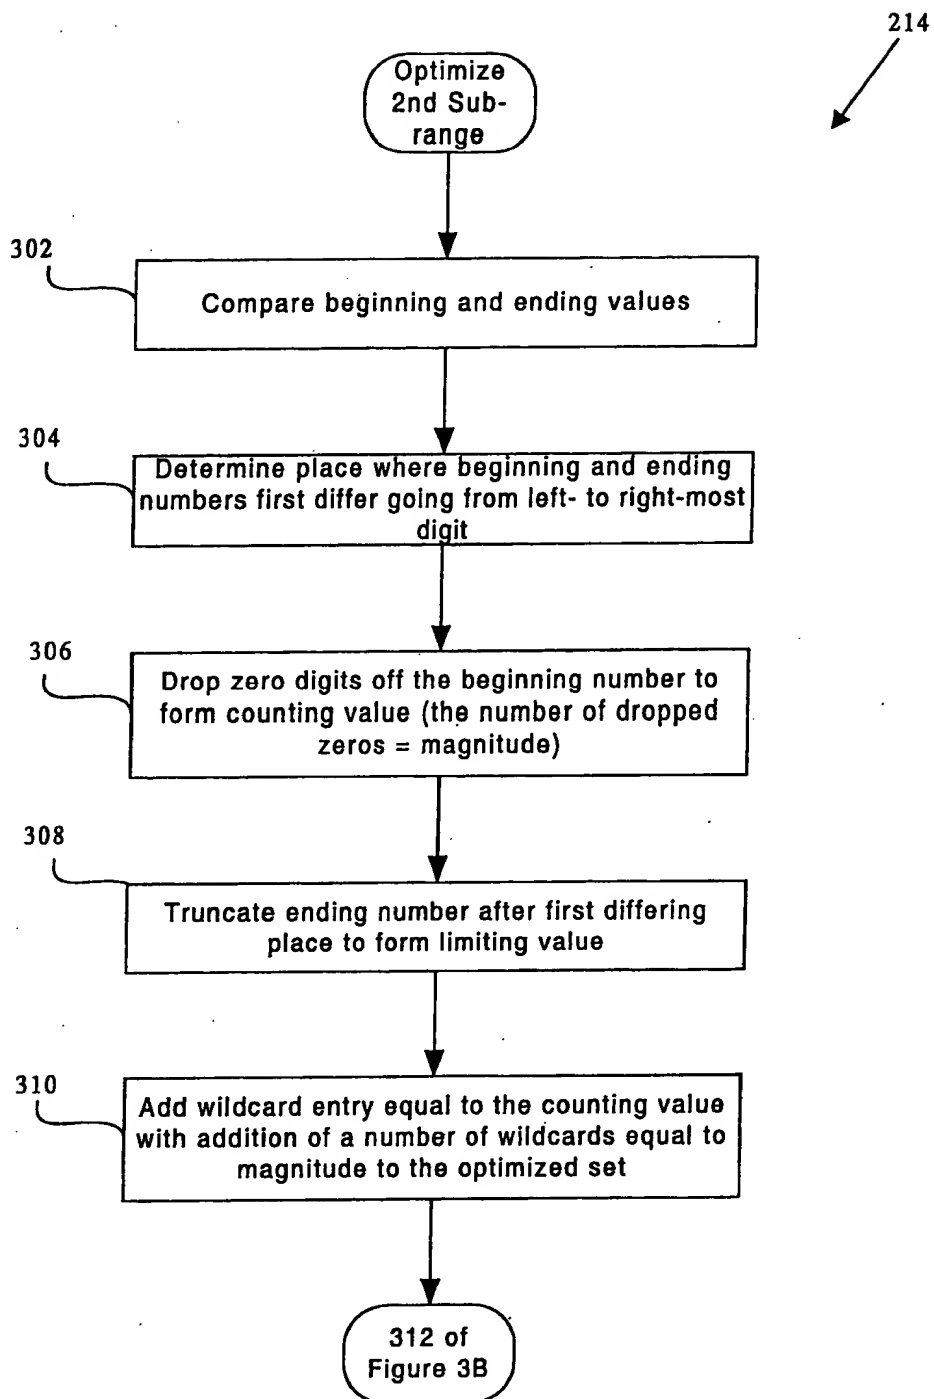 214
Optimize
2nd Sub-
range
302
Compare beginning and ending values
304
Determine place where beginning and ending
numbers first differ going from left- to right-most
digit
306
Drop zero digits off the beginning number to
form counting value (the number of dropped
zeros = magnitude)
308
Truncate ending number after first differing
place to form limiting value
310
Add wildcard entry equal to the counting value
with addition of a number of wildcards equal to
magnitude to the optimized set
312 of
Figure 3B